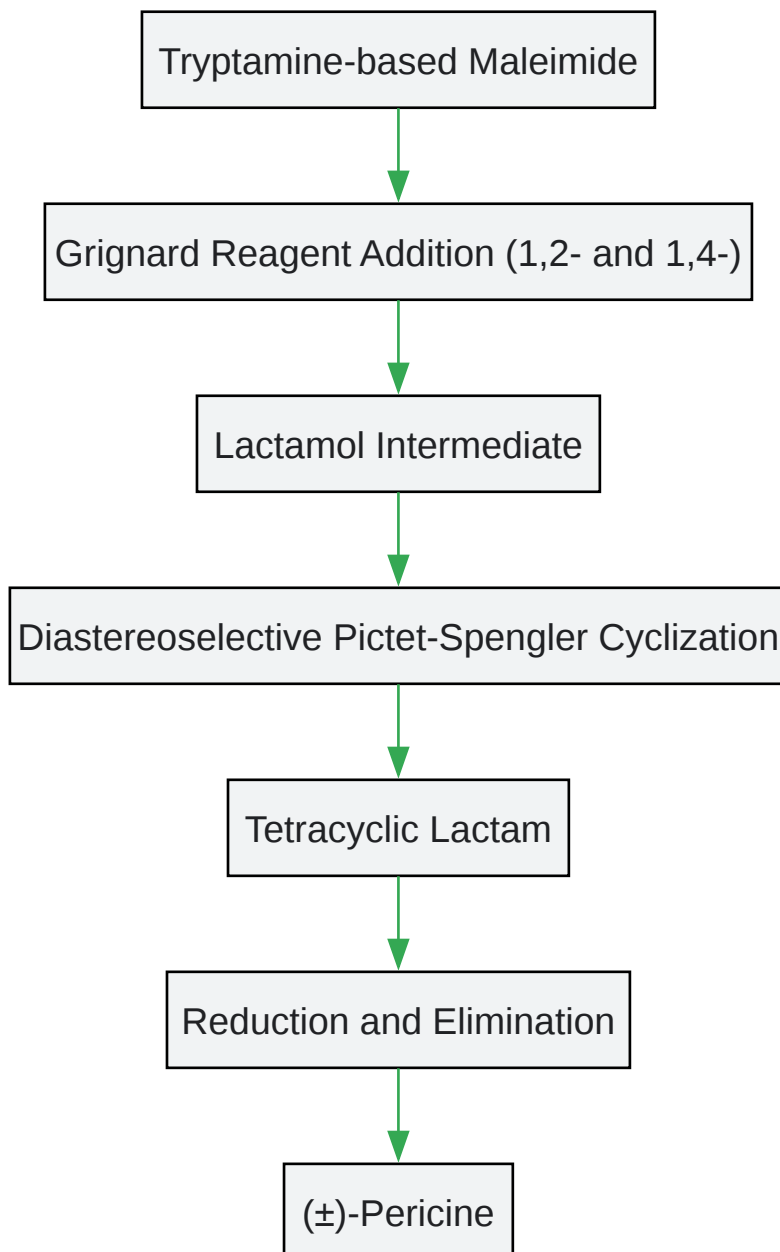 Tryptamine-based Maleimide
Grignard Reagent Addition (1,2- and 1,4-)
Lactamol Intermediate
Diastereoselective Pictet-Spengler Cyclization
Tetracyclic Lactam
Reduction and Elimination
(±)-Pericine